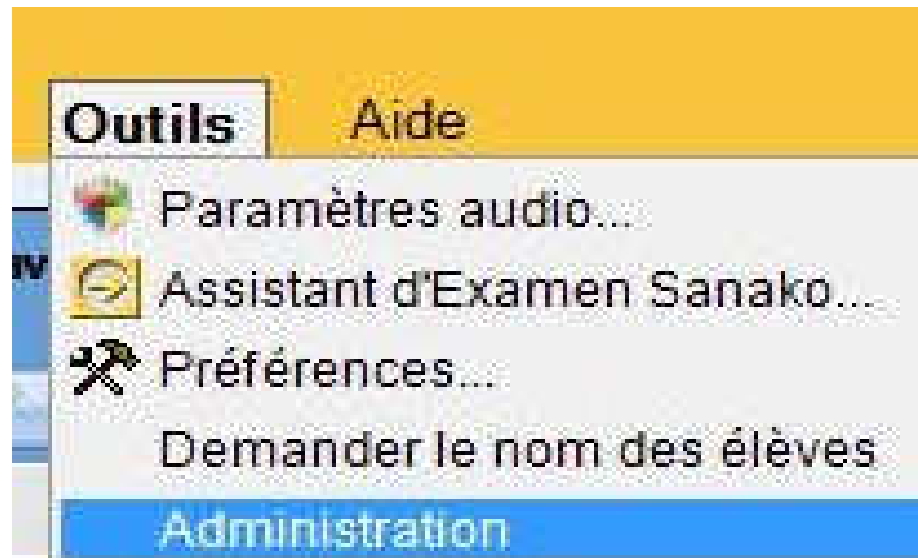 Outils Aide
Paramètres audio...
Assistant d'Examen Sanako...
Préférences...
Demander le nom des élèves
Administration